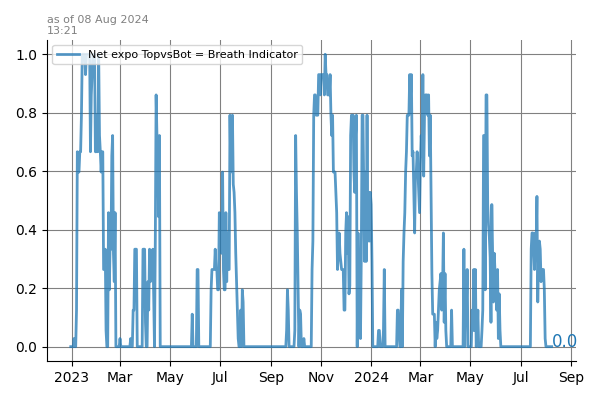 as of 08 Aug 2024
13:21
Net expo TopvsBot = Breath Indicator
1.0
0.8
0.6
0.4
0.2
0.0
0.0
2023 Mar May Jul Sep Nov 2024 Mar May Jul Sep